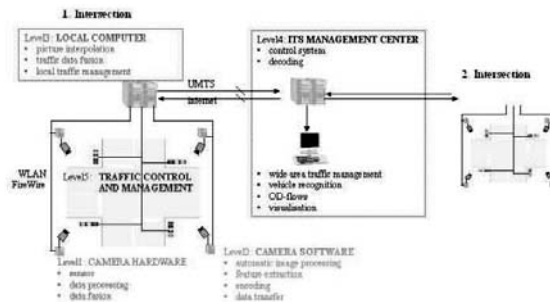 1. Intersection
Level3: LOCAL COMPUTER
• picture interpolation
• traffic data fusion
• local traffic management
Level4: ITS MANAGEMENT CENTER
• control system
• decoding
UMTS
internet
2. Intersection
WLAN
FireWire
Level5: TRAFFIC CONTROL
AND MANAGEMENT
• wide-area traffic management
• vehicle recognition
• OD-flows
• visualisation
Level1: CAMERA HARDWARE
• sensor
• data processing
• data fusion
Level2: CAMERA SOFTWARE
• automatic image processing
• feature extraction
• encoding
• data transfer